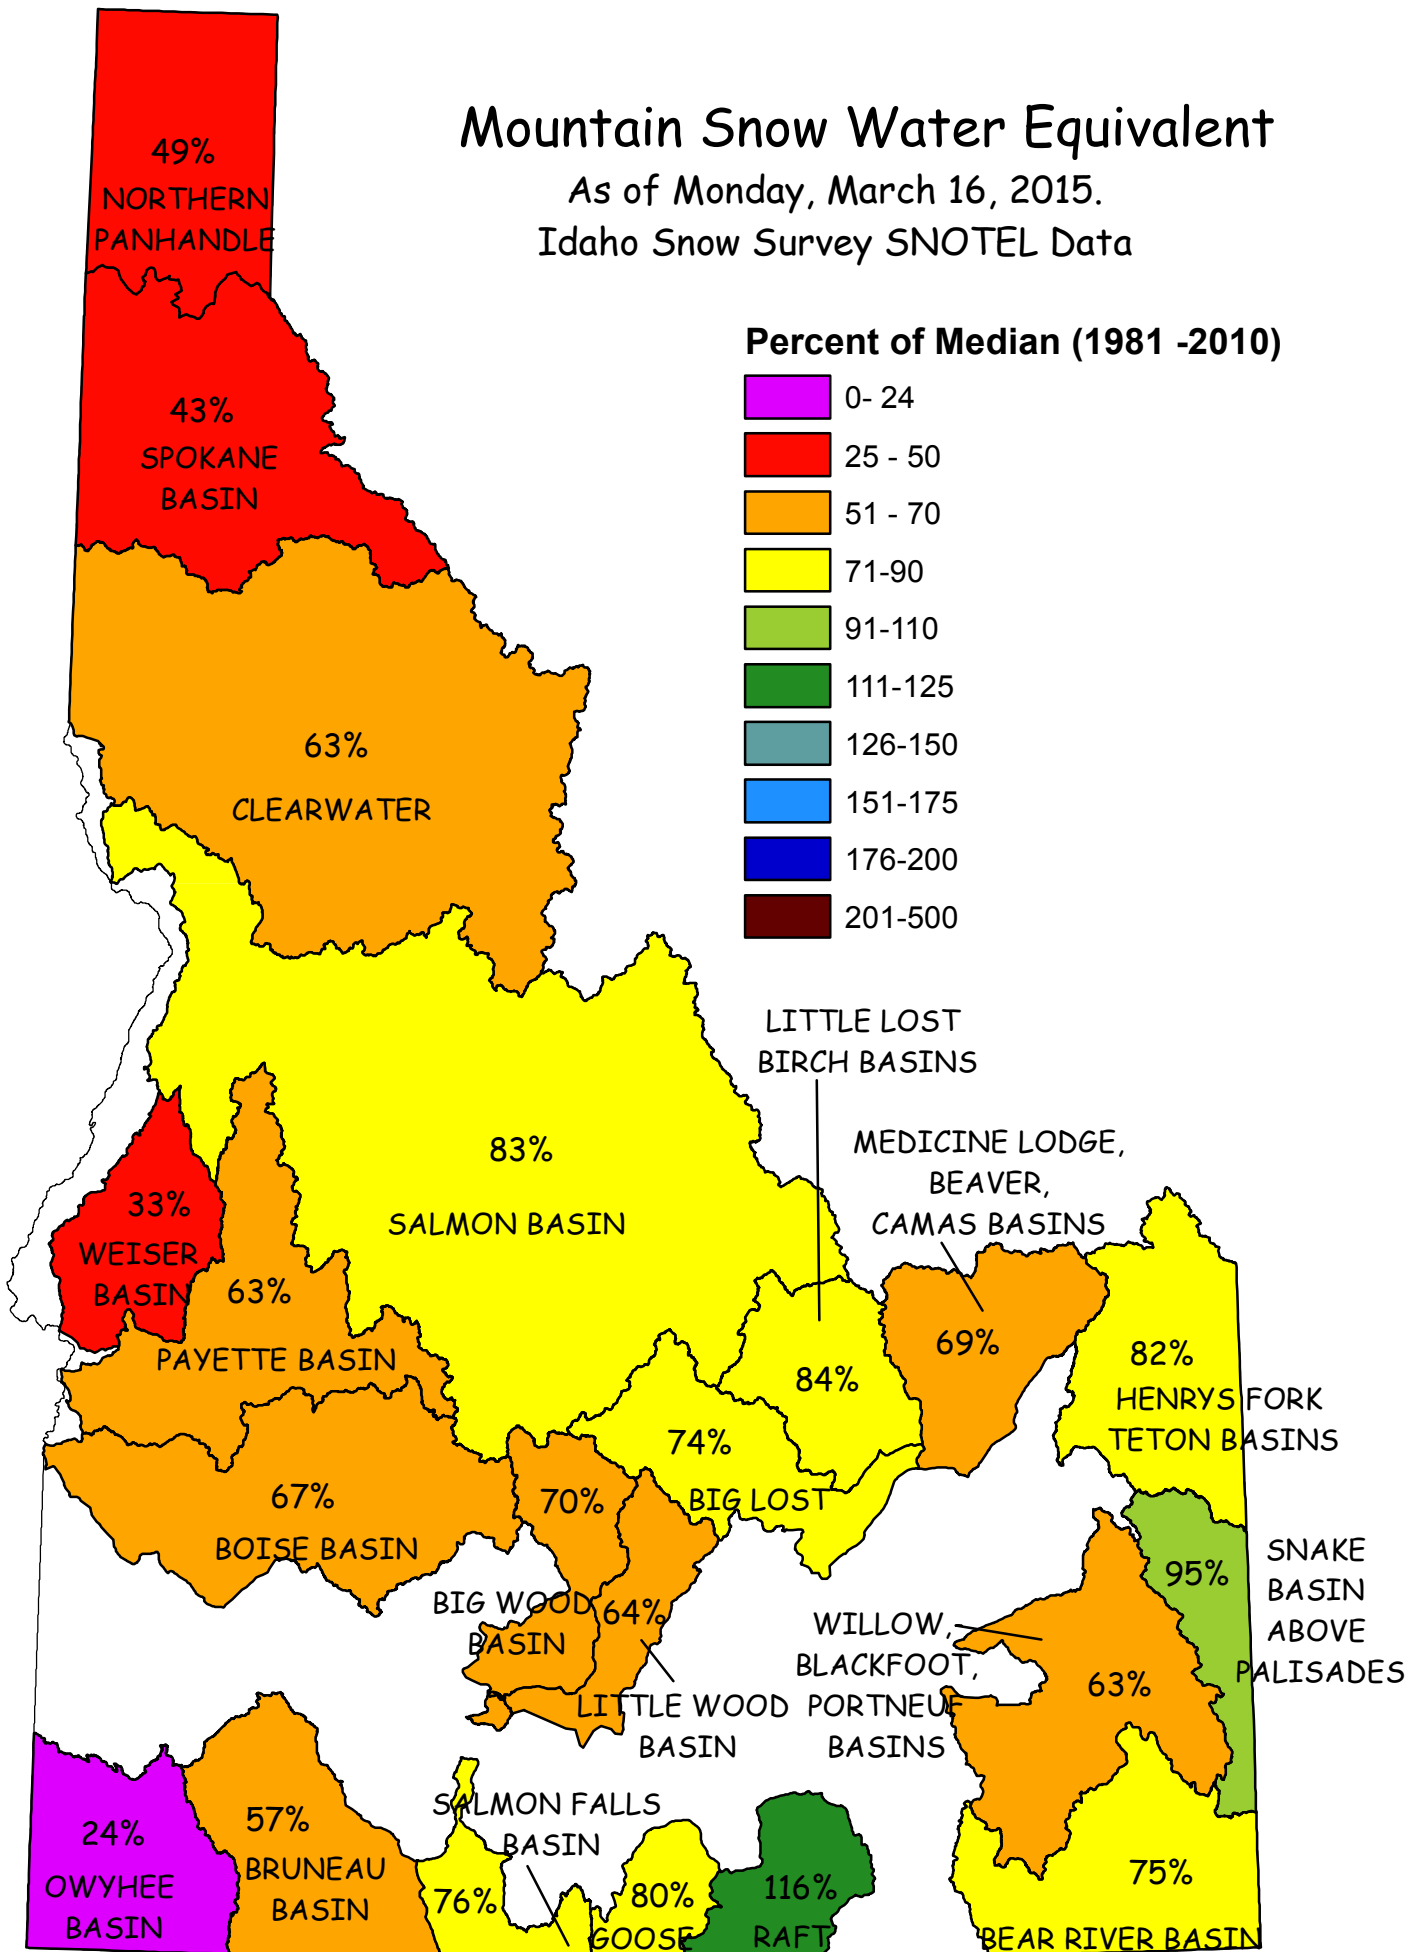 Mountain Snow Water Equivalent
As of Monday, March 16, 2015.
Idaho Snow Survey SNOTEL Data
Percent of Median (1981 -2010)
0- 24
25 - 50
51 - 70
71-90
91-110
111-125
126-150
151-175
176-200
201-500
49%
NORTHERN
PANHANDLE
43%
SPOKANE
BASIN
63%
CLEARWATER
83%
SALMON BASIN
33%
WEISER
BASIN
63%
PAYETTE BASIN
67%
BOISE BASIN
LITTLE LOST
BIRCH BASINS
84%
MEDICINE LODGE,
BEAVER,
CAMAS BASINS
69%
82%
HENRYS FORK
TETON BASINS
74%
BIG LOST
70%
BIG WOOD
BASIN
64%
LITTLE WOOD
BASIN
95%
SNAKE
BASIN
ABOVE
PALISADES
WILLOW,
BLACKFOOT,
PORTNEUF
BASINS
63%
24%
OWYHEE
BASIN
57%
BRUNEAU
BASIN
SALMON FALLS
BASIN
76%
80%
GOOSE
116%
RAFT
75%
BEAR RIVER BASIN